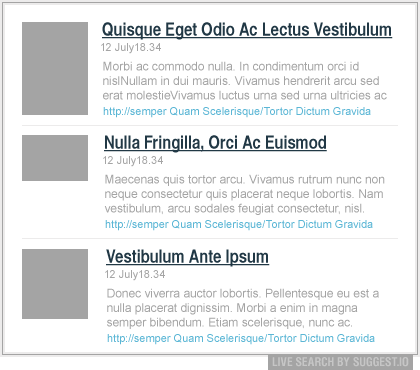 Quisque Eget Odio Ac Lectus Vestibulum
12 July18.34
Morbi ac commodo nulla. In condimentum orci id
nislNullam in dui mauris. Vivamus hendrerit arcu sed
erat molestieVivamus luctus urna sed urna ultricies ac
http://semper Quam Scelerisque/Tortor Dictum Gravida
Nulla Fringilla, Orci Ac Euismod
12 July18.34
Maecenas quis tortor arcu. Vivamus rutrum nunc non
neque consectetur quis placerat neque lobortis. Nam
vestibulum, arcu sodales feugiat consectetur, nisl.
http://semper Quam Scelerisque/Tortor Dictum Gravida
Vestibulum Ante Ipsum
12 July18.34
Donec viverra auctor lobortis. Pellentesque eu est a
nulla placerat dignissim. Morbi a enim in magna
semper bibendum. Etiam scelerisque, nunc ac.
http://semper Quam Scelerisque/Tortor Dictum Gravida
LIVE SEARCH BY SUGGEST.IO